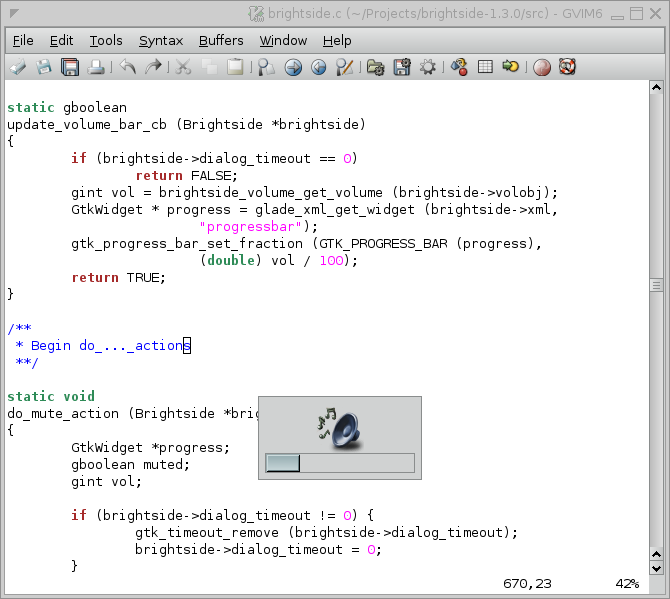 brightside.c (~/Projects/brightside-1.3.0/src) - GVIM6
File Edit Tools Syntax Buffers Window Help
static gboolean
update_volume_bar_cb (Brightside *brightside)
{
        if (brightside->dialog_timeout == 0)
                return FALSE;
        gint vol = brightside_volume_get_volume (brightside->volobj);
        GtkWidget * progress = glade_xml_get_widget (brightside->xml,
                        "progressbar");
        gtk_progress_bar_set_fraction (GTK_PROGRESS_BAR (progress),
                        (double) vol / 100);
        return TRUE;
}
/**
 * Begin do_..._actions
 **/
static void
do_mute_action (Brightside *brig
{
        GtkWidget *progress;
        gboolean muted;
        gint vol;
        if (brightside->dialog_timeout != 0) {
                gtk_timeout_remove (brightside->dialog_timeout);
                brightside->dialog_timeout = 0;
        }
670,23 42%